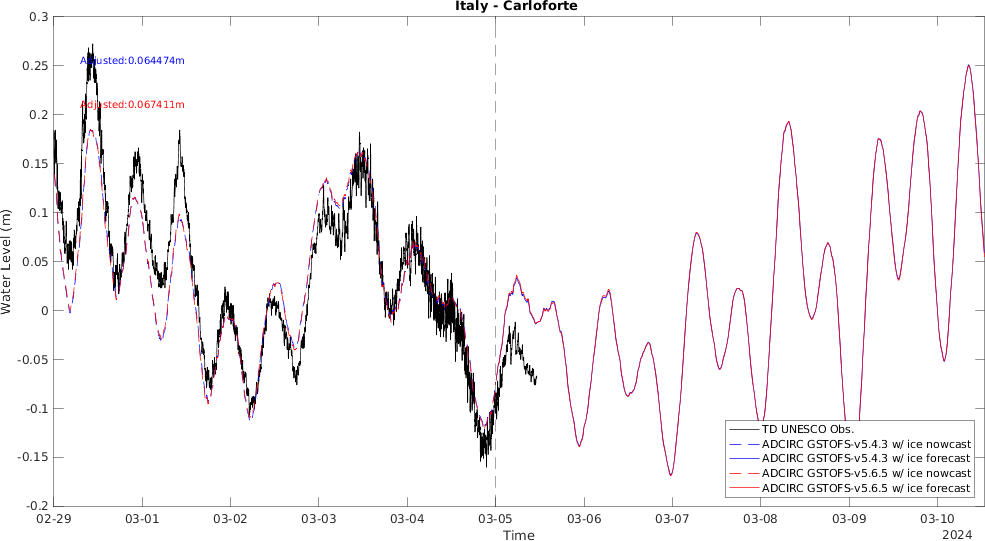 Italy - Carloforte
0.3
0.25
0.2
0.15
0.1
0.05
0
-0.05
-0.1
-0.15
-0.2
Water Level (m)
Adjusted:0.064474m
Adjusted:0.067411m
TD UNESCO Obs.
ADCIRC GSTOFS-v5.4.3 w/ ice nowcast
ADCIRC GSTOFS-v5.4.3 w/ ice forecast
ADCIRC GSTOFS-v5.6.5 w/ ice nowcast
ADCIRC GSTOFS-v5.6.5 w/ ice forecast
02-29 03-01 03-02 03-03 03-04 03-05 03-06 03-07 03-08 03-09 03-10
Time
2024